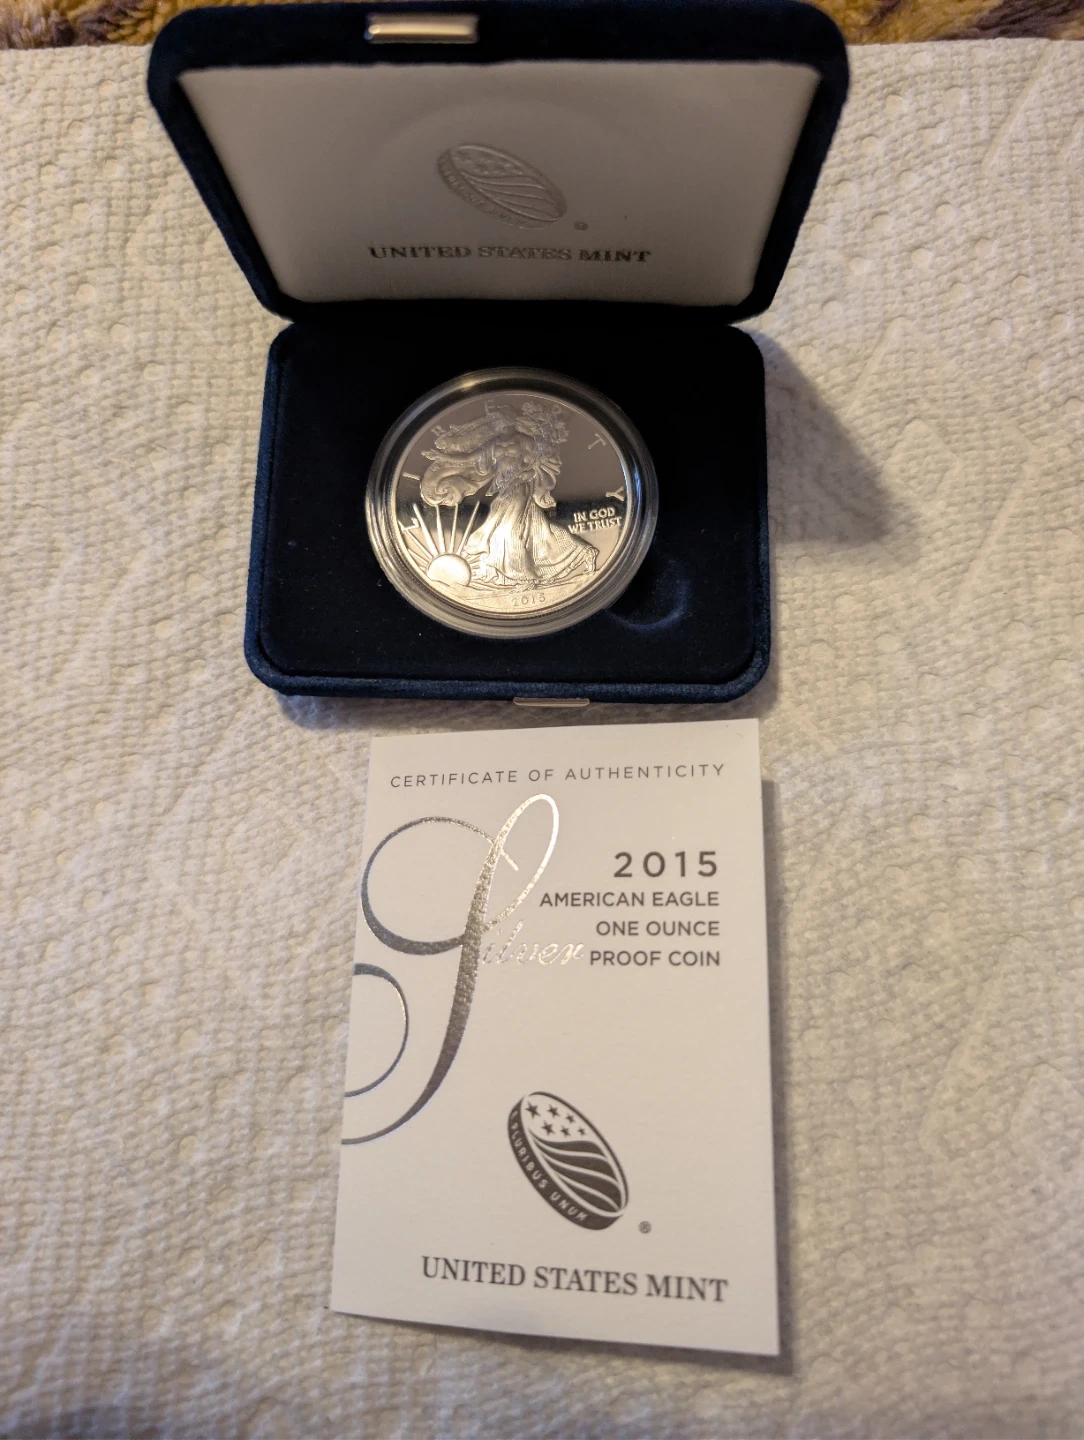 UNITED STATES MINT
LIBERTY
IN GOD
WE TRUST
2015
CERTIFICATE OF AUTHENTICITY
2015
AMERICAN EAGLE
ONE OUNCE
Silver PROOF COIN
E PLURIBUS UNUM
®
UNITED STATES MINT